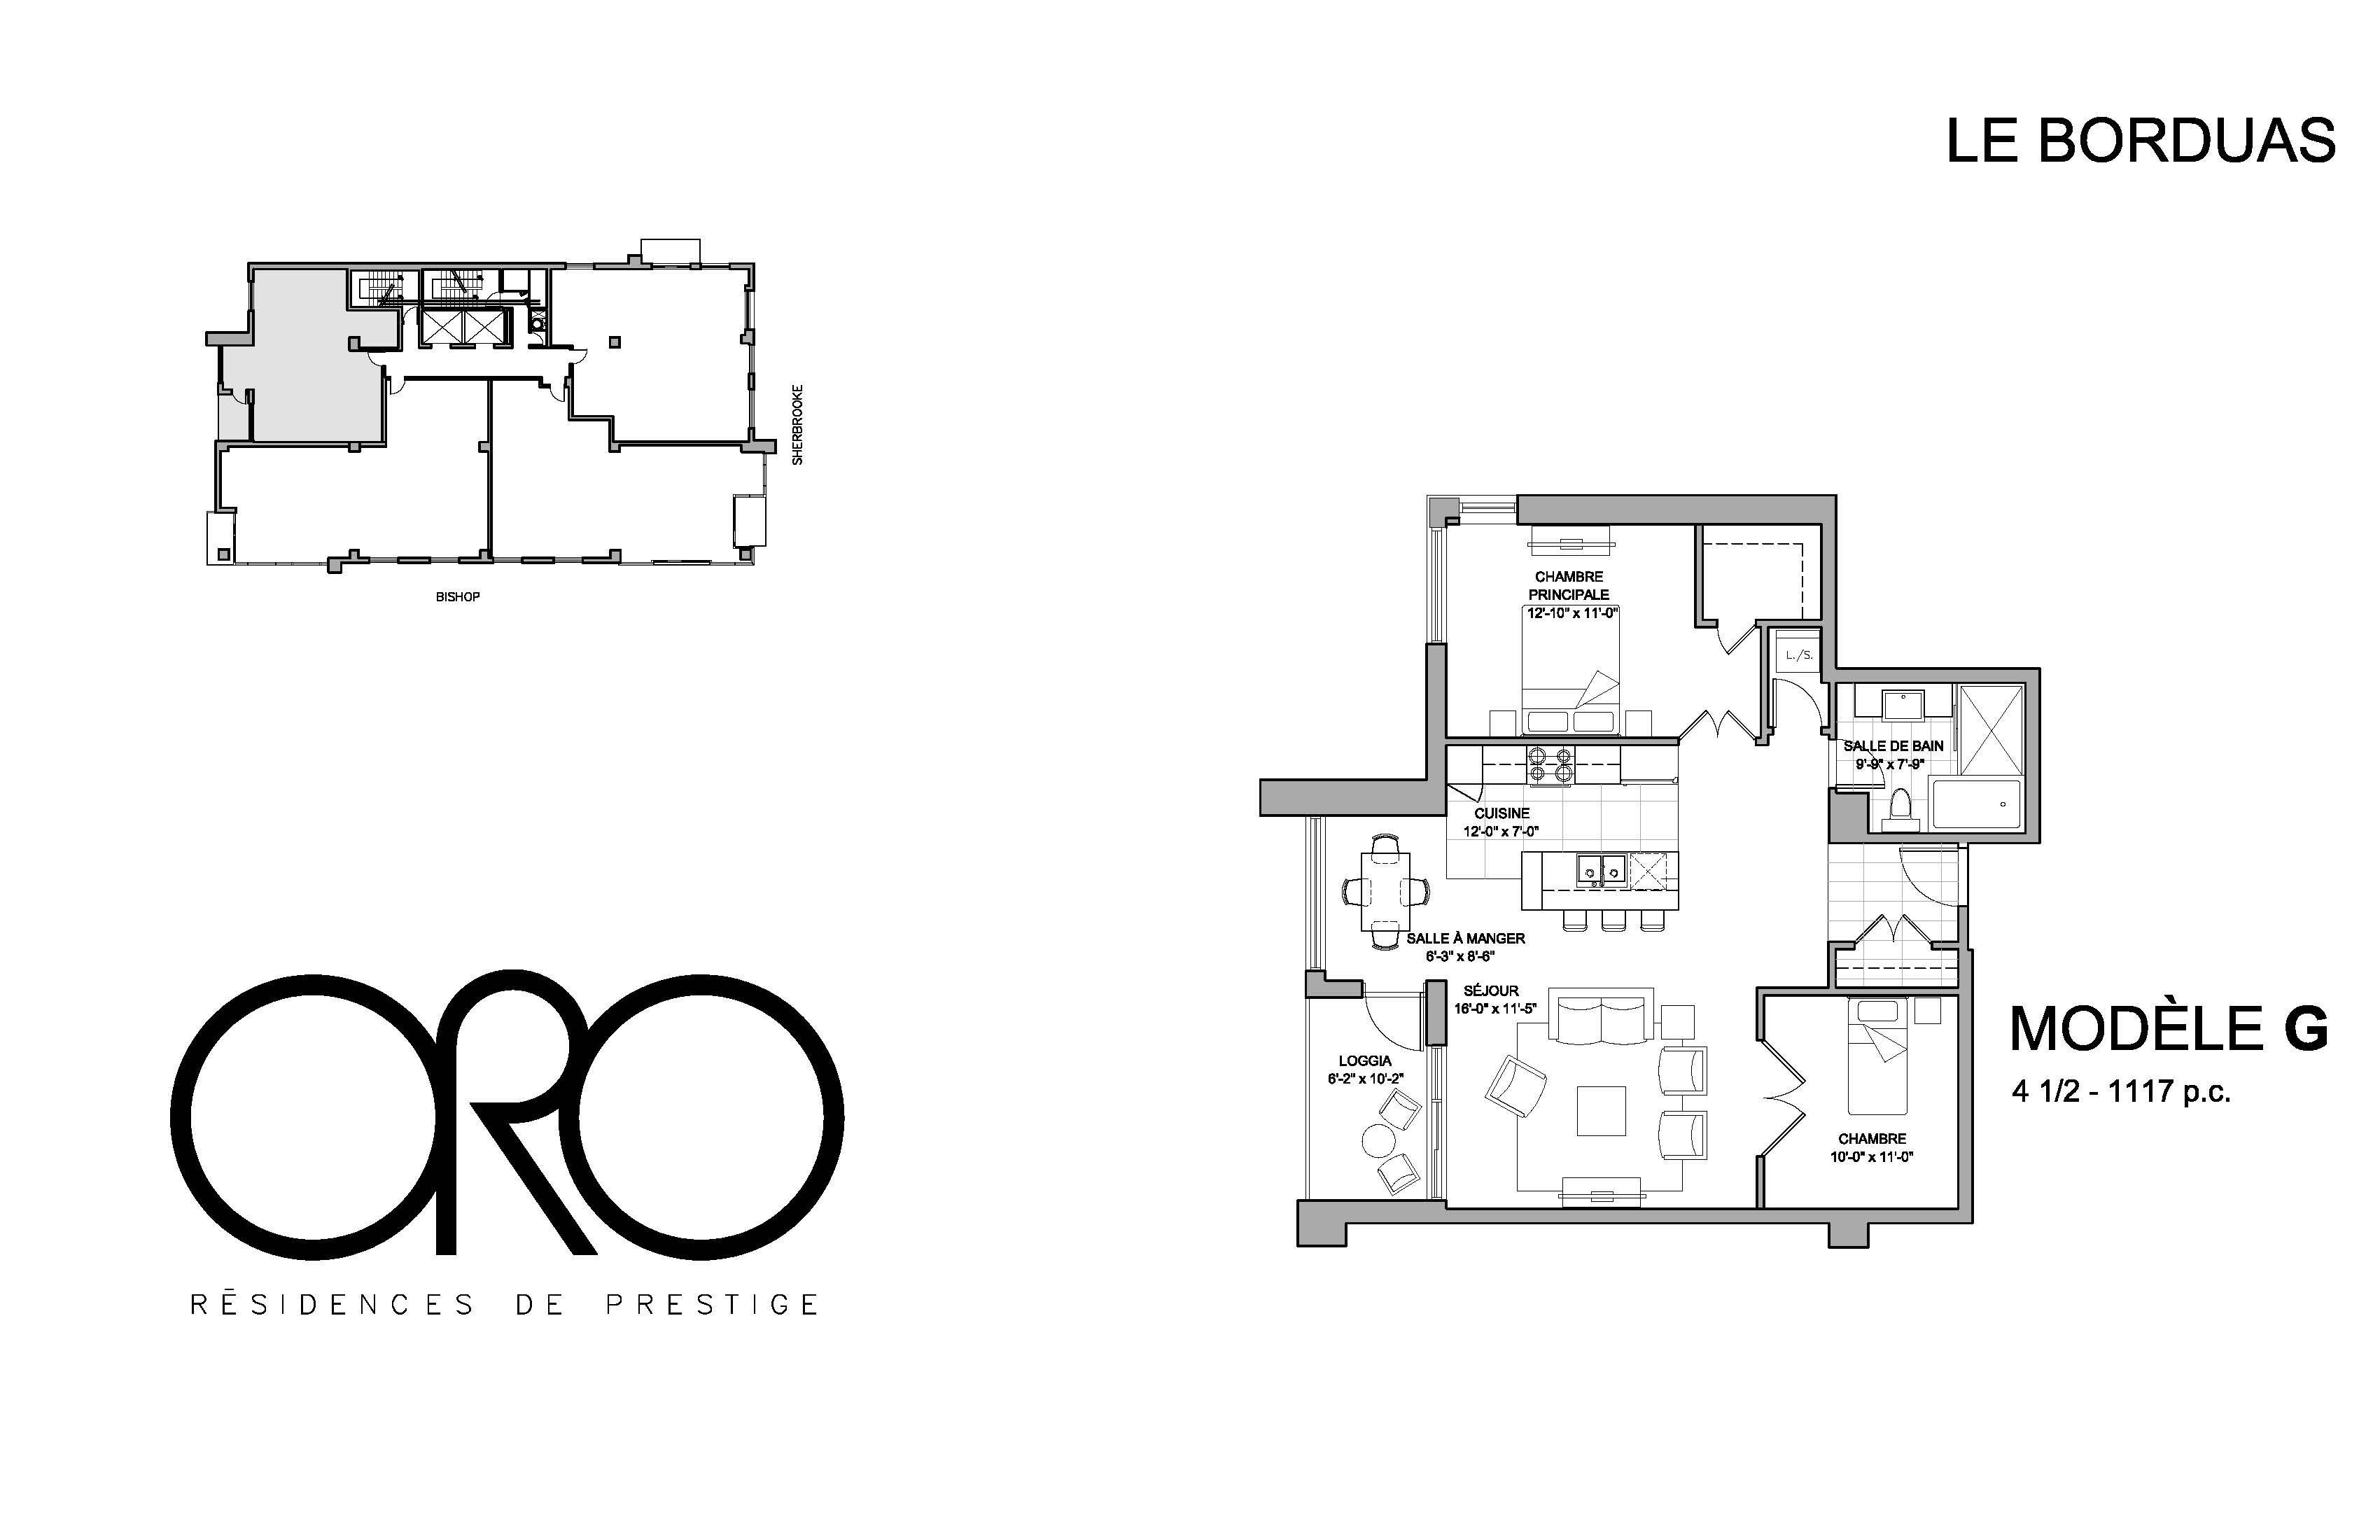 LE BORDUAS
SHERBROOKE
BISHOP
CHAMBRE
PRINCIPALE
12'-10" x 11'-0"
L./S.
SALLE DE BAIN
9'-9" x 7'-9"
CUISINE
12'-0" x 7'-0"
SALLE À MANGER
6'-3" x 8'-6"
SÉJOUR
16'-0" x 11'-5"
LOGGIA
6'-2" x 10'-2"
CHAMBRE
10'-0" x 11'-0"
MODÈLE G
4 1/2 - 1117 p.c.
ORO
RÉSIDENCES DE PRESTIGE